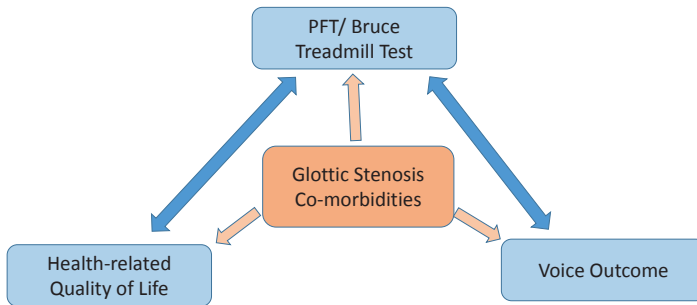 PFT/ Bruce
Treadmill Test
Glottic Stenosis
Co-morbidities
Health-related
Quality of Life
Voice Outcome